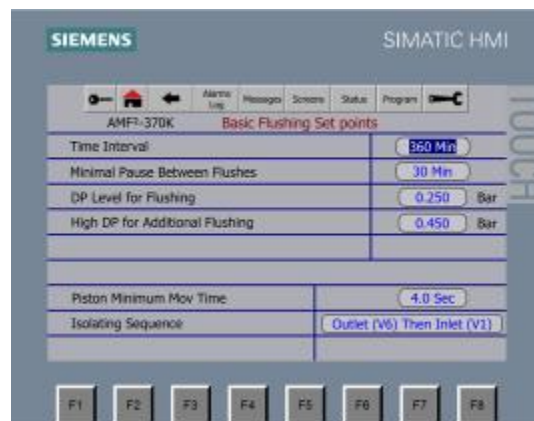 SIEMENS SIMATIC HMI
Alarms Log Messages Screens Status Program
AMF²-370K Basic Flushing Set points
Time Interval 360 Min
Minimal Pause Between Flushes 30 Min
DP Level for Flushing 0.250 Bar
High DP for Additional Flushing 0.450 Bar
Piston Minimum Mov Time 4.0 Sec
Isolating Sequence Outlet (V6) Then Inlet (V1)
F1 F2 F3 F4 F5 F6 F7 F8
TOUCH